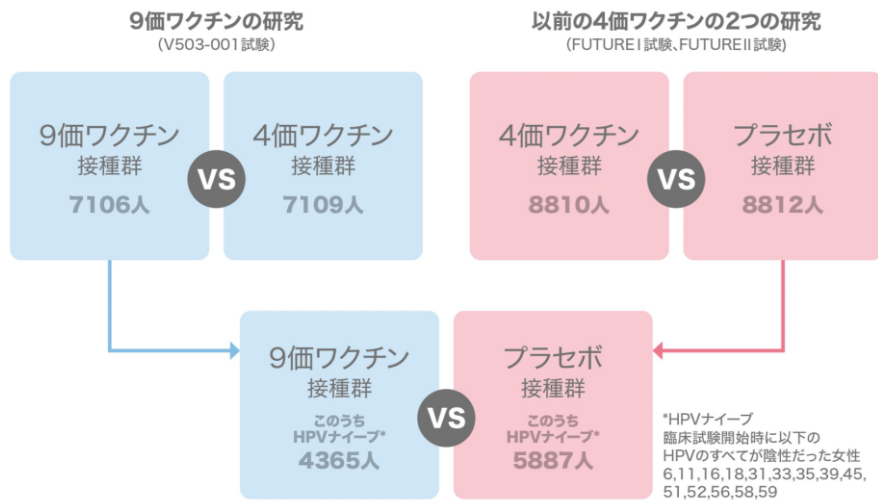 9価ワクチンの研究
(V503-001試験)
以前の4価ワクチンの2つの研究
(FUTUREⅠ試験、FUTUREⅡ試験)
9価ワクチン
接種群
7106人
VS
4価ワクチン
接種群
7109人
4価ワクチン
接種群
8810人
VS
プラセボ
接種群
8812人
9価ワクチン
接種群
このうち
HPVナイーブ*
4365人
VS
プラセボ
接種群
このうち
HPVナイーブ*
5887人
*HPVナイーブ
臨床試験開始時に以下の
HPVのすべてが陰性だった女性
6,11,16,18,31,33,35,39,45,
51,52,56,58,59